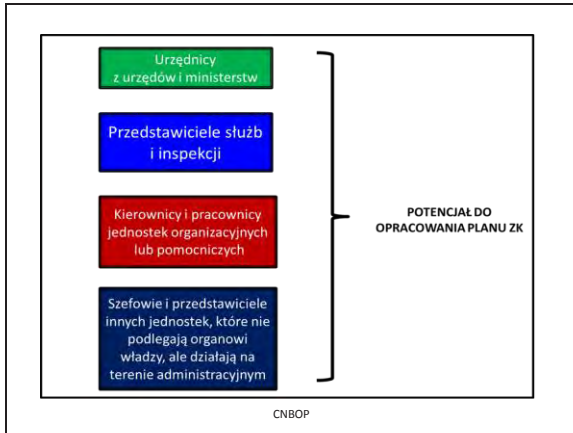 Urzędnicy
z urzędów i ministerstw
Przedstawiciele służb
i inspekcji
Kierownicy i pracownicy
jednostek organizacyjnych
lub pomocniczych
Szefowie i przedstawiciele
innych jednostek, które nie
podlegają organowi
władzy, ale działają na
terenie administracyjnym
POTENCJAŁ DO
OPRACOWANIA PLANU ZK
CNBOP